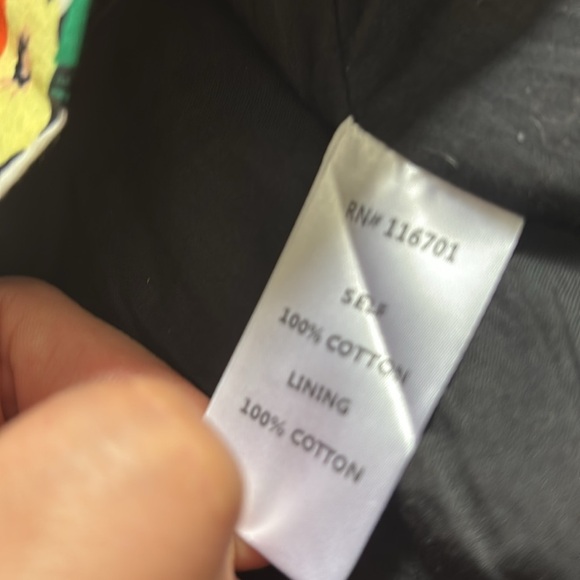 RN# 116701
SELF
100% COTTON
LINING
100% COTTON